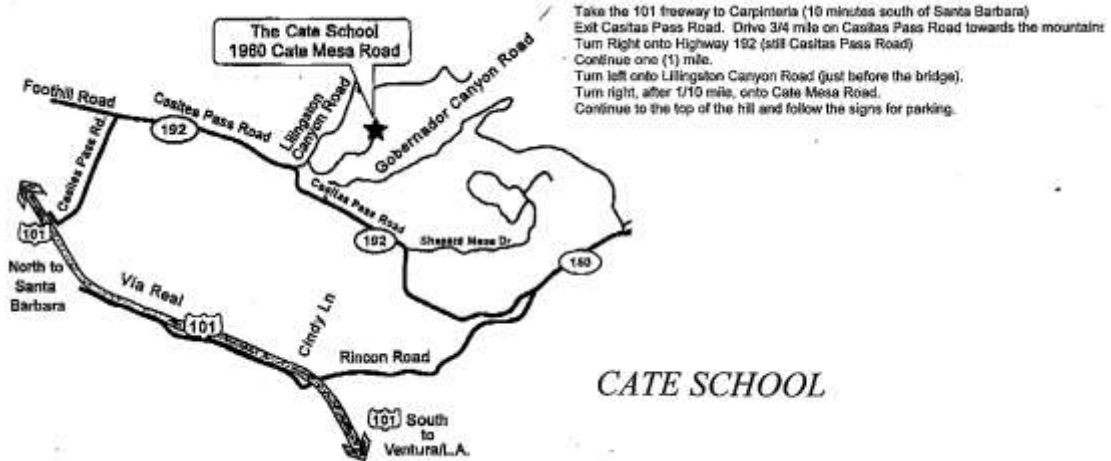 Take the 101 freeway to Carpinteria (10 minutes south of Santa Barbara)
Exit Casitas Pass Road. Drive 3/4 mile on Casitas Pass Road towards the mountains
Turn Right onto Highway 192 (still Casitas Pass Road)
Continue one (1) mile.
Turn left onto Lillingston Canyon Road (just before the bridge).
Turn right, after 1/10 mile, onto Cate Mesa Road.
Continue to the top of the hill and follow the signs for parking.
The Cate School
1960 Cate Mesa Road
Foothill Road
192
Casitas Pass Road
Lillingston
Canyon Road
Gobernador Canyon Road
Casitas Pass Rd.
Casitas Pass Road
192
Shepard Mesa Dr
150
101
North to
Santa
Barbara
Via Real
101
Cindy Ln
Rincon Road
CATE SCHOOL
101 South
to
Ventura/L.A.